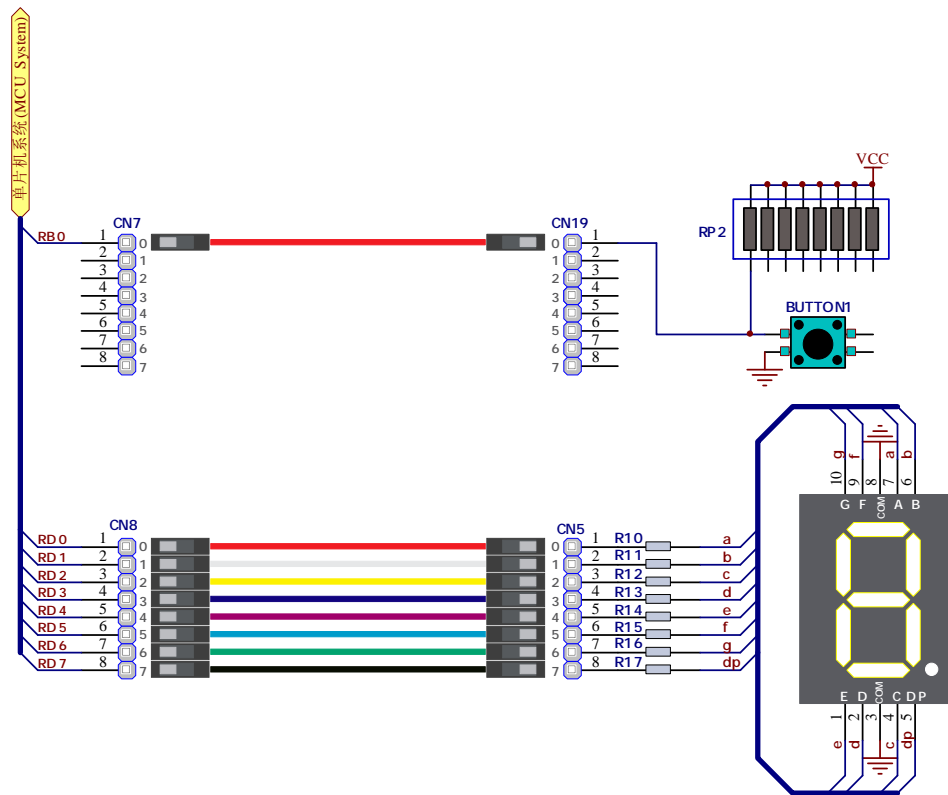 单片机系统(MCU System)
VCC
CN7
CN19
RP2
RB0
1
0
0
1
2
1
1
2
3
2
2
3
4
3
3
4
5
4
4
5
6
5
5
6
7
6
6
7
8
7
7
8
BUTTON1
g
f
a
b
10
9
8
7
6
G
F
COM
A
B
CN8
CN5
RD0
1
0
0
1
R10
a
RD1
2
1
1
2
R11
b
RD2
3
2
2
3
R12
c
RD3
4
3
3
4
R13
d
RD4
5
4
4
5
R14
e
RD5
6
5
5
6
R15
f
RD6
7
6
6
7
R16
g
RD7
8
7
7
8
R17
dp
E
D
COM
C
DP
1
2
3
4
5
e
d
c
dp